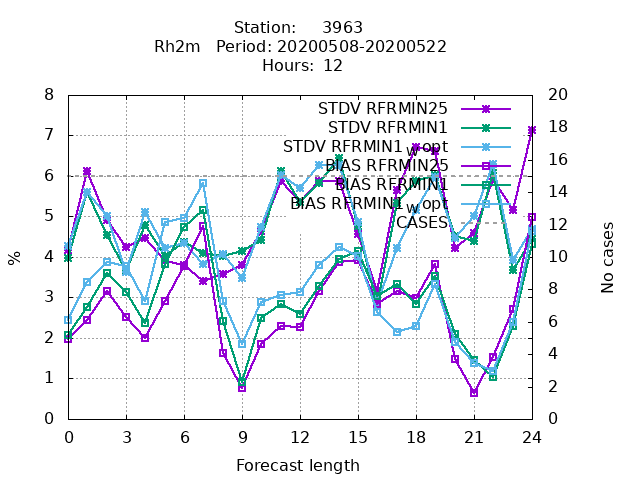 Station:     3963
Rh2m   Period: 20200508-20200522
Hours:  12
STDV RFRMIN25
STDV RFRMIN1
STDV RFRMIN1wopt
BIAS RFRMIN25
BIAS RFRMIN1
BIAS RFRMIN1wopt
CASES
%
8
7
6
5
4
3
2
1
0
20
18
16
14
12
10
8
6
4
2
0
No cases
0 3 6 9 12 15 18 21 24
Forecast length